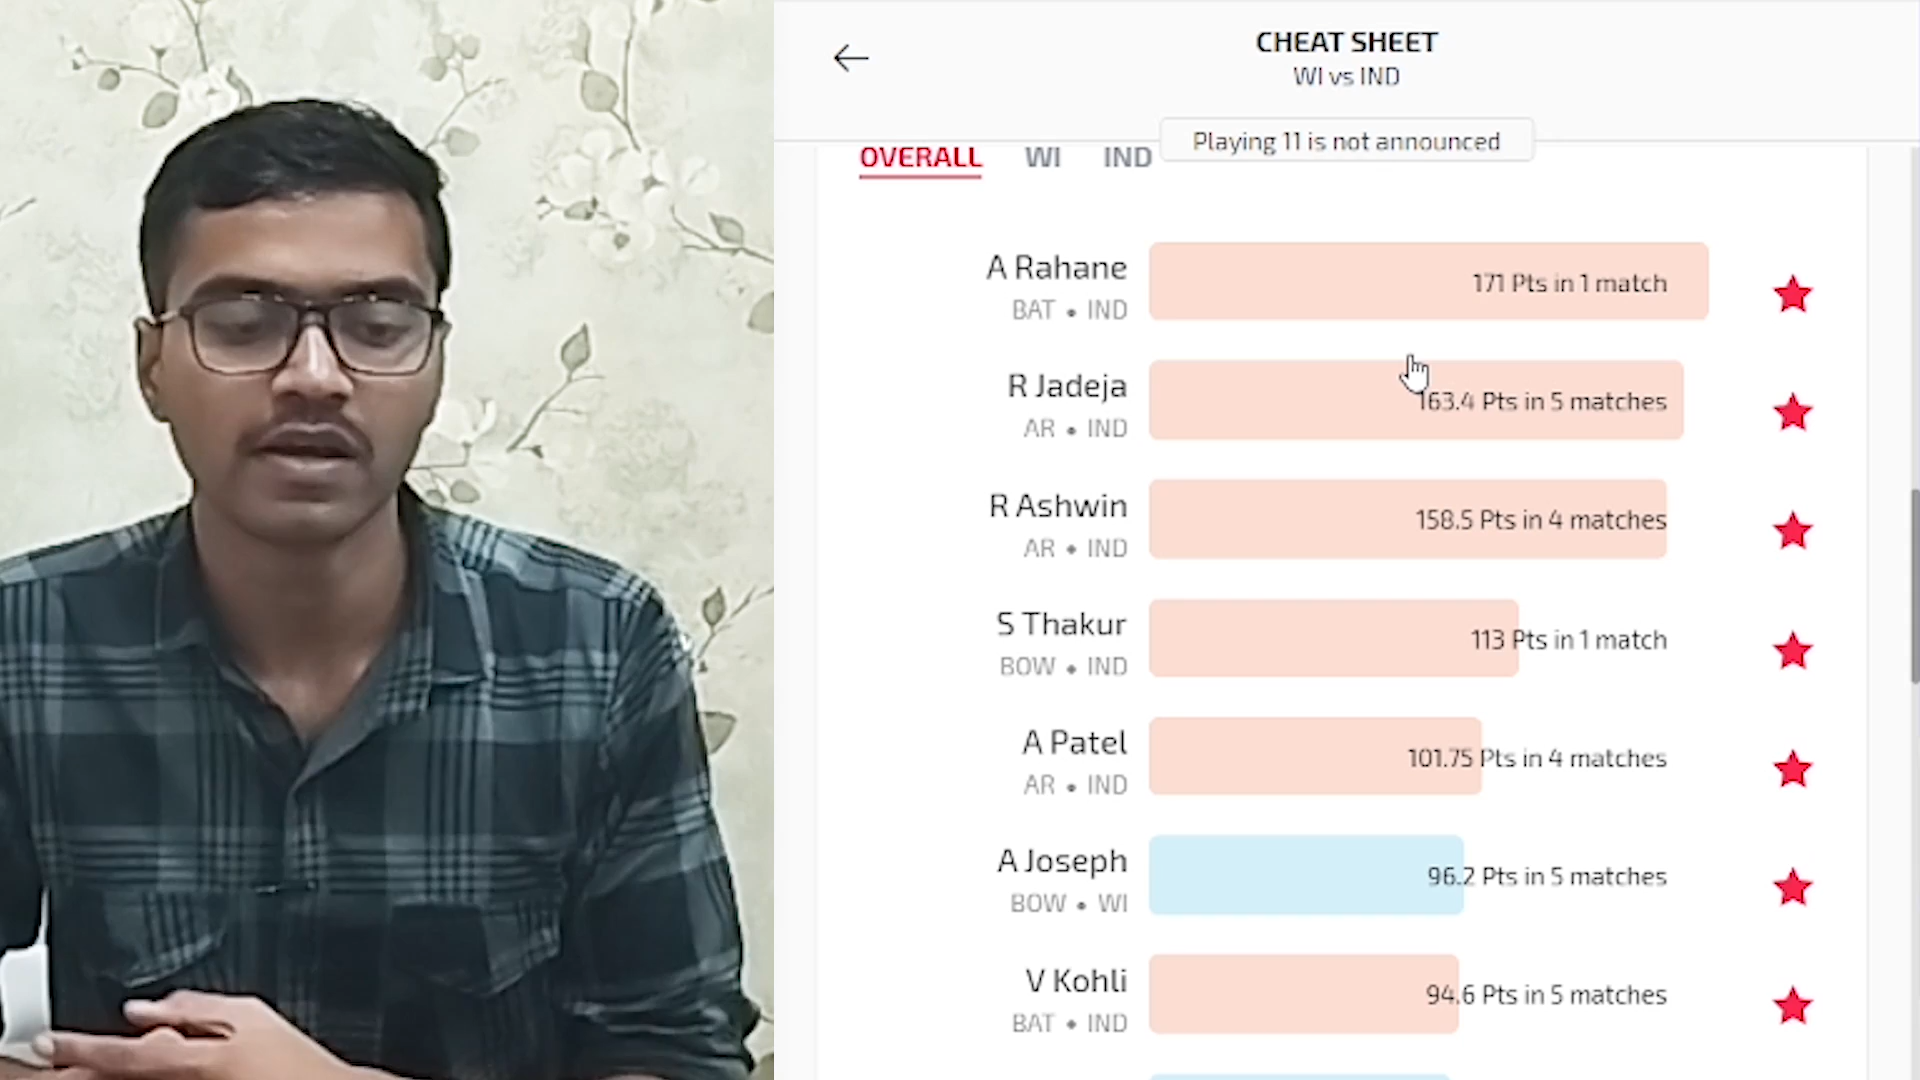 CHEAT SHEET
WI vs IND
Playing 11 is not announced
OVERALL WI IND
A Rahane
BAT • IND
171 Pts in 1 match
R Jadeja
AR • IND
163.4 Pts in 5 matches
R Ashwin
AR • IND
158.5 Pts in 4 matches
S Thakur
BOW • IND
113 Pts in 1 match
A Patel
AR • IND
101.75 Pts in 4 matches
A Joseph
BOW • WI
96.2 Pts in 5 matches
V Kohli
BAT • IND
94.6 Pts in 5 matches